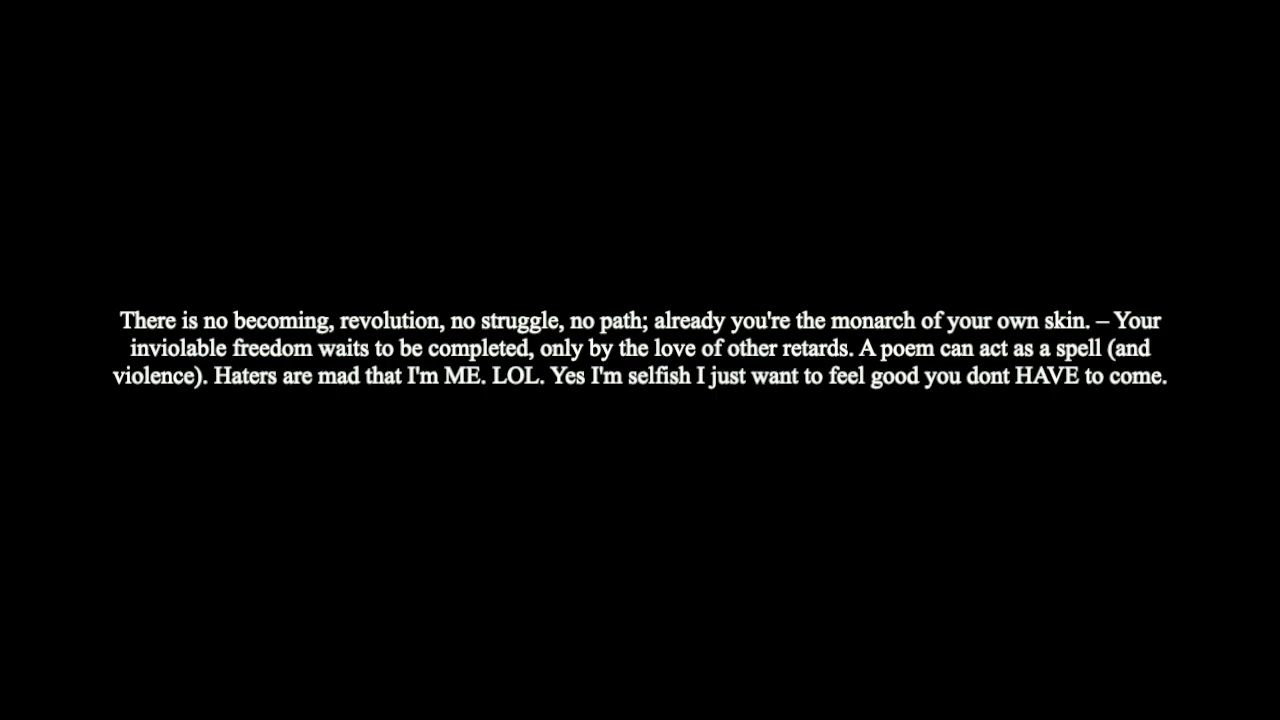 There is no becoming, revolution, no struggle, no path; already you're the monarch of your own skin. – Your
inviolable freedom waits to be completed, only by the love of other retards. A poem can act as a spell (and
violence). Haters are mad that I'm ME. LOL. Yes I'm selfish I just want to feel good you dont HAVE to come.